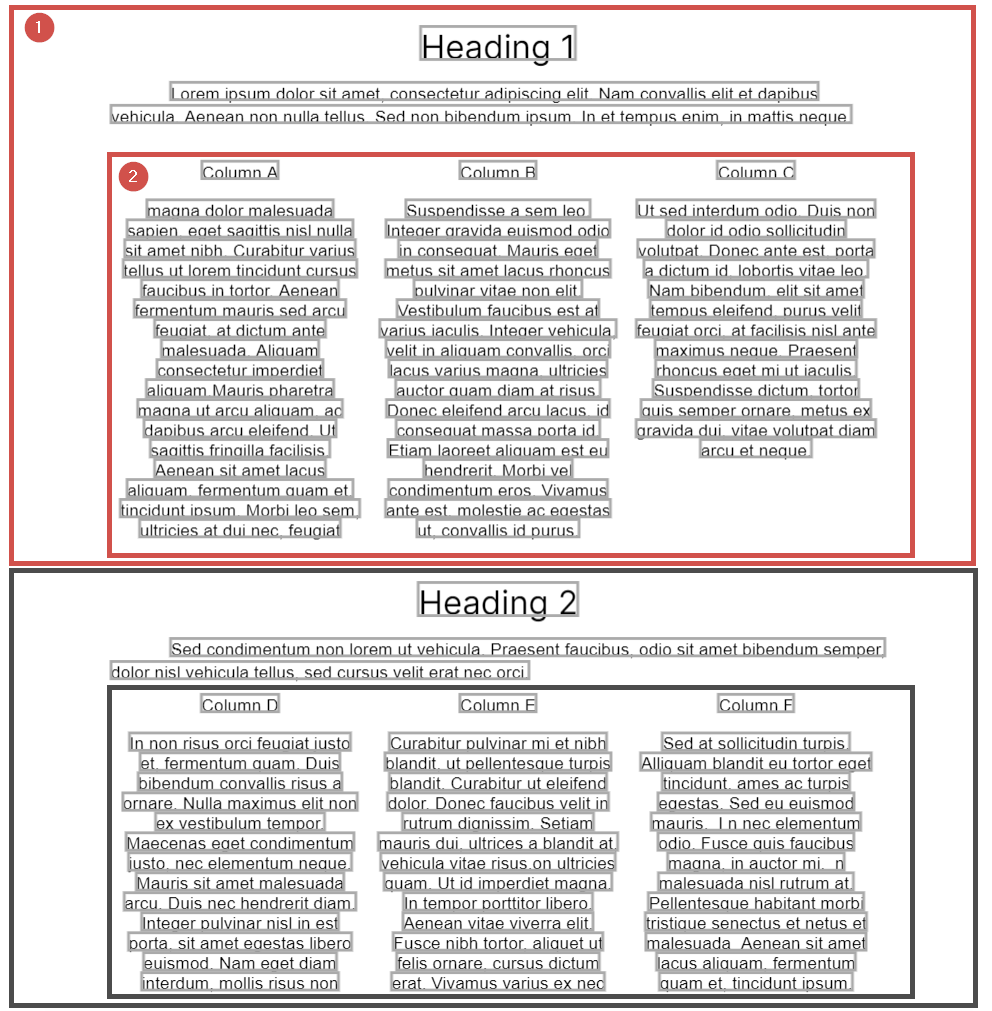 1
Heading 1
Lorem ipsum dolor sit amet, consectetur adipiscing elit. Nam convallis elit et dapibus
vehicula. Aenean non nulla tellus. Sed non bibendum ipsum. In et tempus enim, in mattis neque.
2
Column A
magna dolor malesuada
sapien, eget sagittis nisl nulla
sit amet nibh. Curabitur varius
tellus ut lorem tincidunt cursus
faucibus in tortor. Aenean
fermentum mauris sed arcu
feugiat, at dictum ante
malesuada. Aliquam
consectetur imperdiet
aliquam Mauris pharetra
magna ut arcu aliquam, ac
dapibus arcu eleifend. Ut
sagittis fringilla facilisis.
Aenean sit amet lacus
aliquam, fermentum quam et,
tincidunt ipsum. Morbi leo sem,
ultricies at dui nec, feugiat
Column B
Suspendisse a sem leo.
Integer gravida euismod odio
in consequat. Mauris eget
metus sit amet lacus rhoncus
pulvinar vitae non elit.
Vestibulum faucibus est at
varius iaculis. Integer vehicula,
velit in aliquam convallis, orci
lacus varius magna, ultricies
auctor quam diam at risus.
Donec eleifend arcu lacus, id
consequat massa porta id.
Etiam laoreet aliquam est eu
hendrerit. Morbi vel
condimentum eros. Vivamus
ante est, molestie ac egestas
ut, convallis id purus.
Column C
Ut sed interdum odio. Duis non
dolor id odio sollicitudin
volutpat. Donec ante est, porta
a dictum id, lobortis vitae leo.
Nam bibendum, elit sit amet
tempus eleifend, purus velit
feugiat orci, at facilisis nisl ante
maximus neque. Praesent
rhoncus eget mi ut iaculis.
Suspendisse dictum, tortor
quis semper ornare, metus ex
gravida dui, vitae volutpat diam
arcu et neque.
Heading 2
Sed condimentum non lorem ut vehicula. Praesent faucibus, odio sit amet bibendum semper,
dolor nisl vehicula tellus, sed cursus velit erat nec orci.
Column D
In non risus orci feugiat justo
et, fermentum quam. Duis
bibendum convallis risus a
ornare. Nulla maximus elit non
ex vestibulum tempor.
Maecenas eget condimentum
justo, nec elementum neque.
Mauris sit amet malesuada
arcu. Duis nec hendrerit diam.
Integer pulvinar nisl in est
porta, sit amet egestas libero
euismod. Nam eget diam
interdum, mollis risus non
Column E
Curabitur pulvinar mi et nibh
blandit, ut pellentesque turpis
blandit. Curabitur ut eleifend
dolor. Donec faucibus velit in
rutrum dignissim. Setiam
mauris dui, ultrices a blandit at,
vehicula vitae risus.on ultricies
quam. Ut id imperdiet magna.
In tempor porttitor libero.
Aenean vitae viverra elit.
Fusce nibh tortor, aliquet ut
felis ornare, cursus dictum
erat. Vivamus varius ex nec
Column F
Sed at sollicitudin turpis.
Alliquam blandit eu tortor eget
tincidunt, ames ac turpis
egestas. Sed eu euismod
mauris. I n nec elementum
odio. Fusce quis faucibus
magna, in auctor mi. n
malesuada nisl rutrum at.
Pellentesque habitant morbi
tristique senectus et netus et
malesuada. Aenean sit amet
lacus aliquam, fermentum
quam et, tincidunt ipsum.